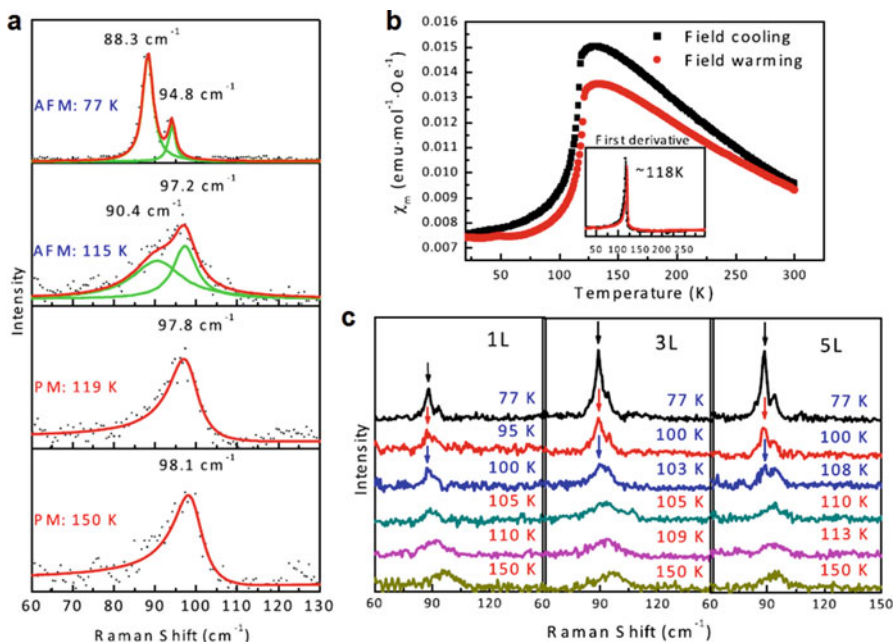 a
88.3 cm⁻¹
94.8 cm⁻¹
AFM: 77 K
97.2 cm⁻¹
90.4 cm⁻¹
AFM: 115 K
97.8 cm⁻¹
PM: 119 K
98.1 cm⁻¹
PM: 150 K
Intensity
60 70 80 90 100 110 120 130
Raman Shift (cm⁻¹)
b
0.016
0.015
0.014
0.013
0.012
0.011
0.010
0.009
0.008
0.007
χₘ (emu·mol⁻¹·Oe⁻¹)
Field cooling
Field warming
First derivative
~118K
50 100 150 200 250
50 100 150 200 250 300
Temperature (K)
c
1L
77 K
95 K
100 K
105 K
110 K
150 K
3L
77 K
100 K
103 K
105 K
109 K
150 K
5L
77 K
100 K
108 K
110 K
113 K
150 K
Intensity
60 90 120 60 90 120 60 90 120 150
Raman Shift (cm⁻¹)